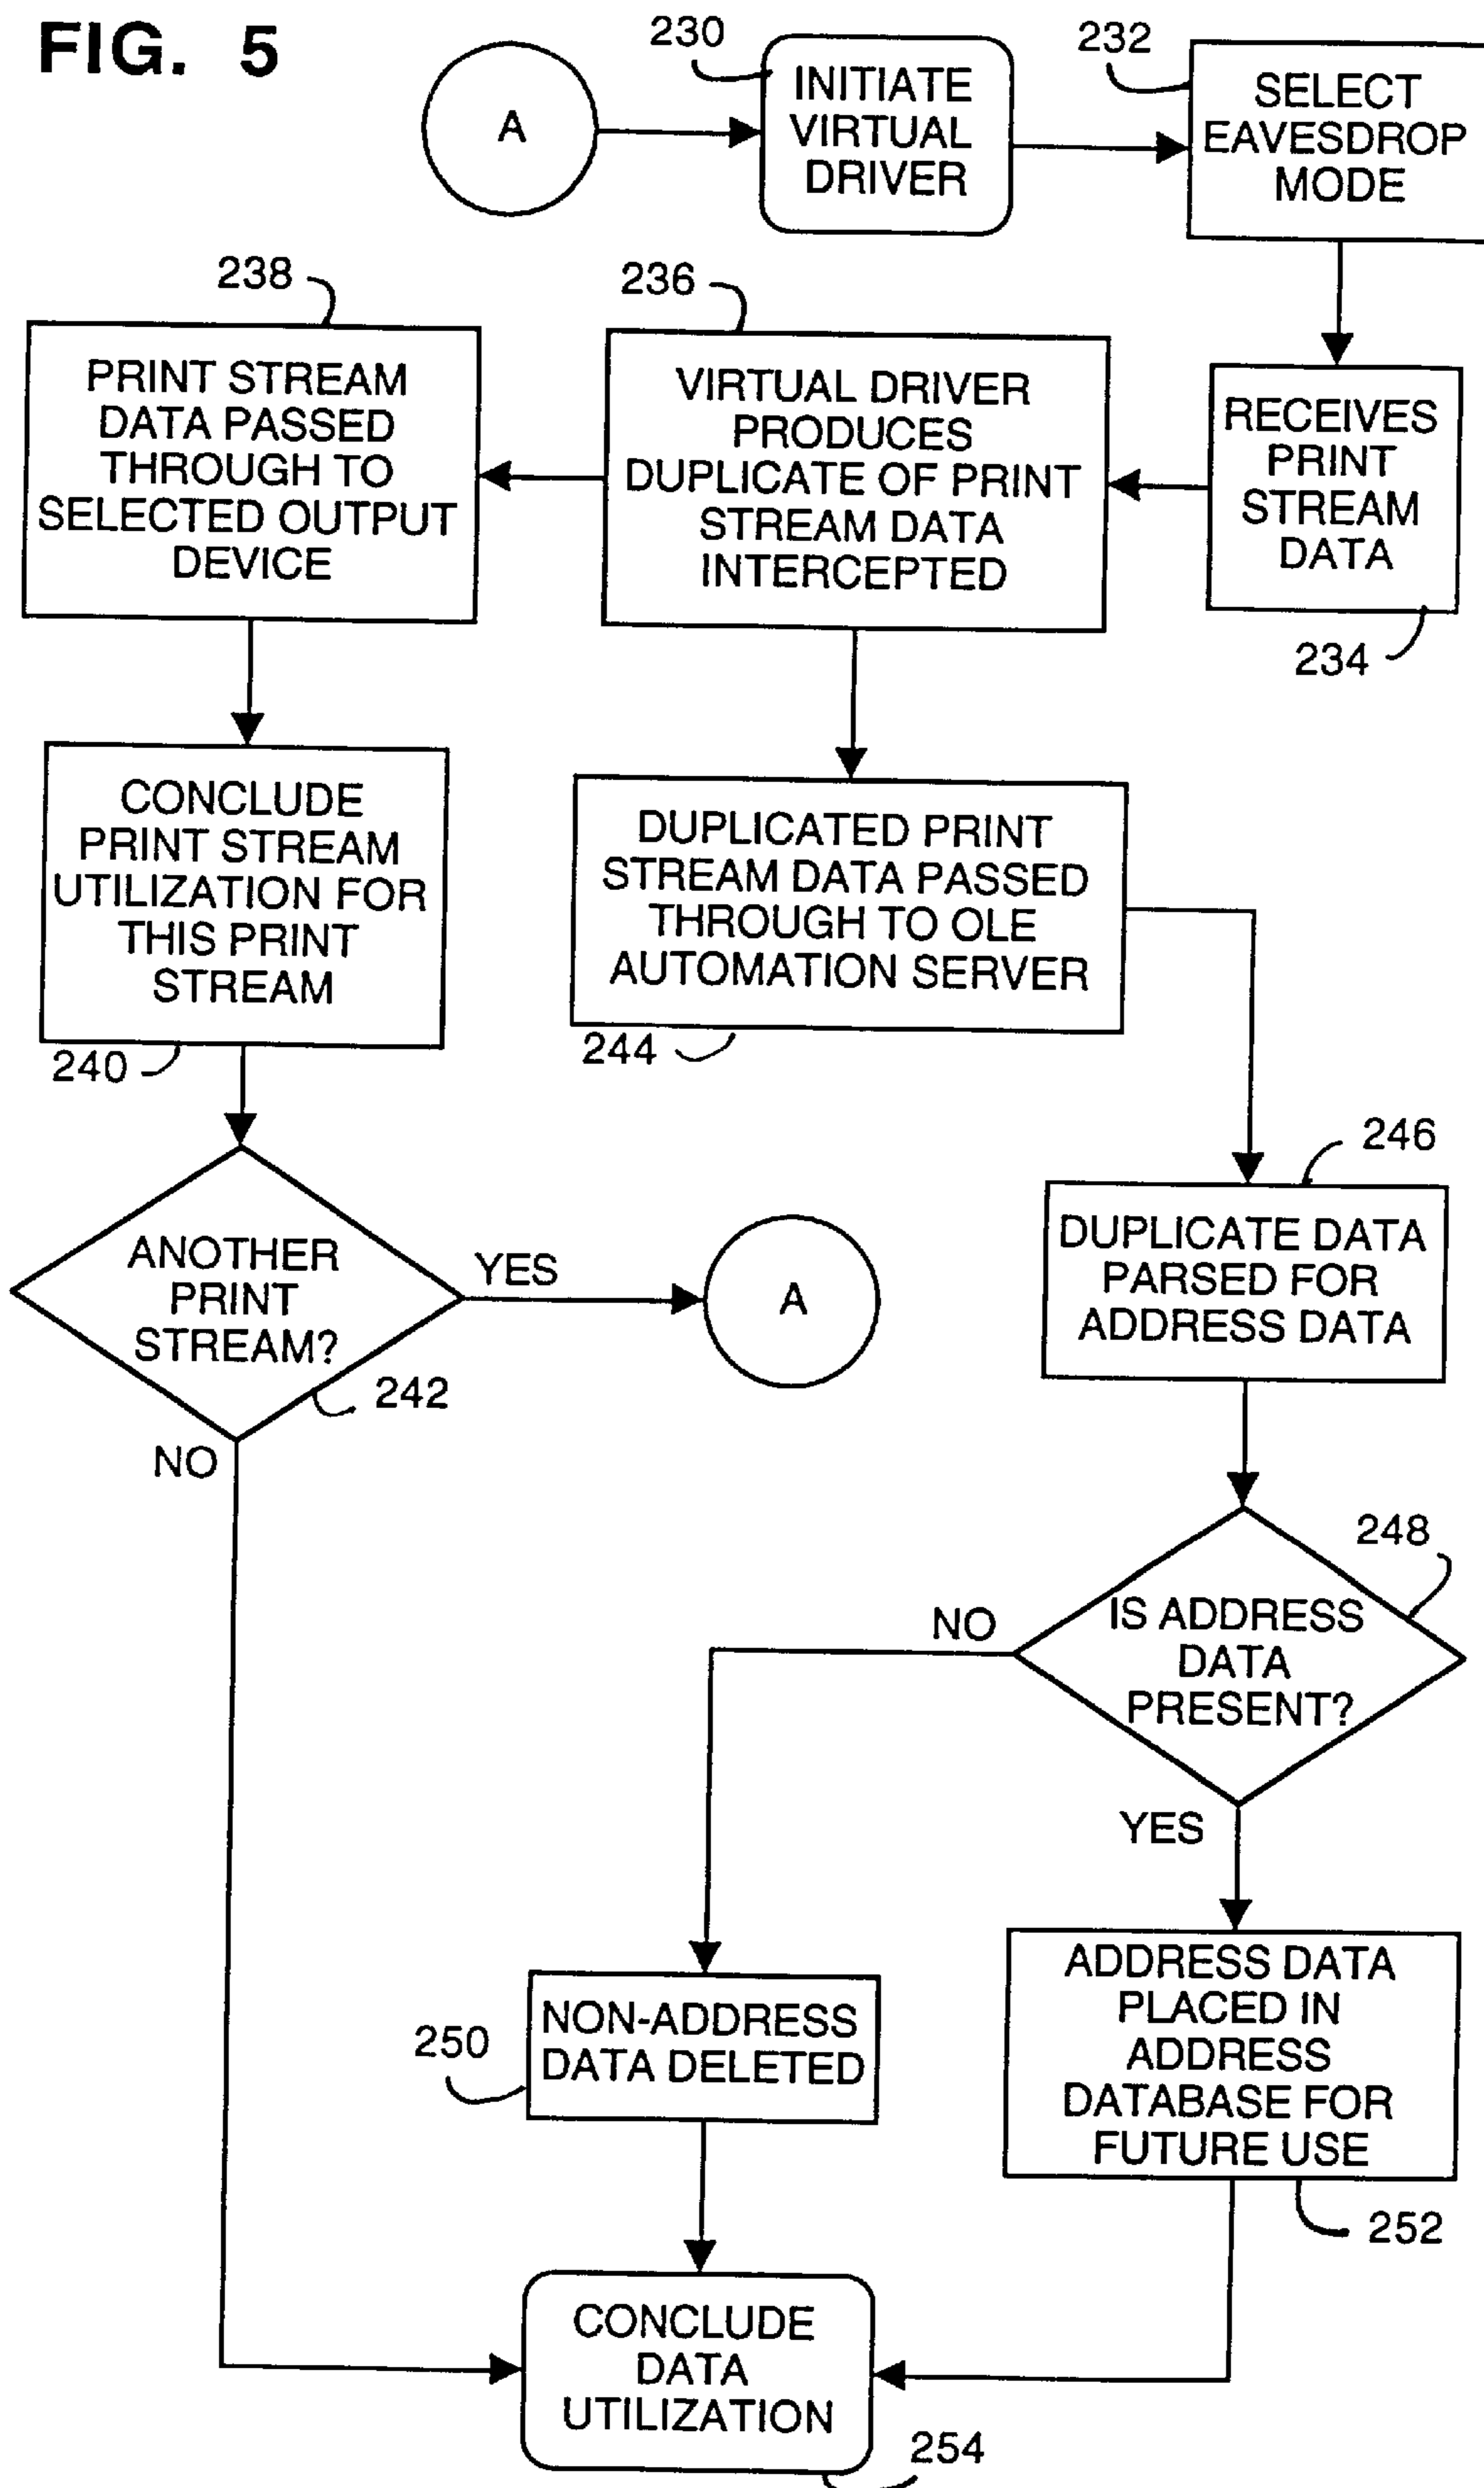 FIG. 5
A
230
INITIATE
VIRTUAL
DRIVER
232
SELECT
EAVESDROP
MODE
238
PRINT STREAM
DATA PASSED
THROUGH TO
SELECTED OUTPUT
DEVICE
236
VIRTUAL DRIVER
PRODUCES
DUPLICATE OF PRINT
STREAM DATA
INTERCEPTED
RECEIVES
PRINT
STREAM
DATA
234
CONCLUDE
PRINT STREAM
UTILIZATION FOR
THIS PRINT
STREAM
240
DUPLICATED PRINT
STREAM DATA PASSED
THROUGH TO OLE
AUTOMATION SERVER
244
246
DUPLICATE DATA
PARSED FOR
ADDRESS DATA
ANOTHER
PRINT
STREAM?
YES
A
242
NO
248
IS ADDRESS
DATA
PRESENT?
NO
YES
250
NON-ADDRESS
DATA DELETED
ADDRESS DATA
PLACED IN
ADDRESS
DATABASE FOR
FUTURE USE
252
CONCLUDE
DATA
UTILIZATION
254